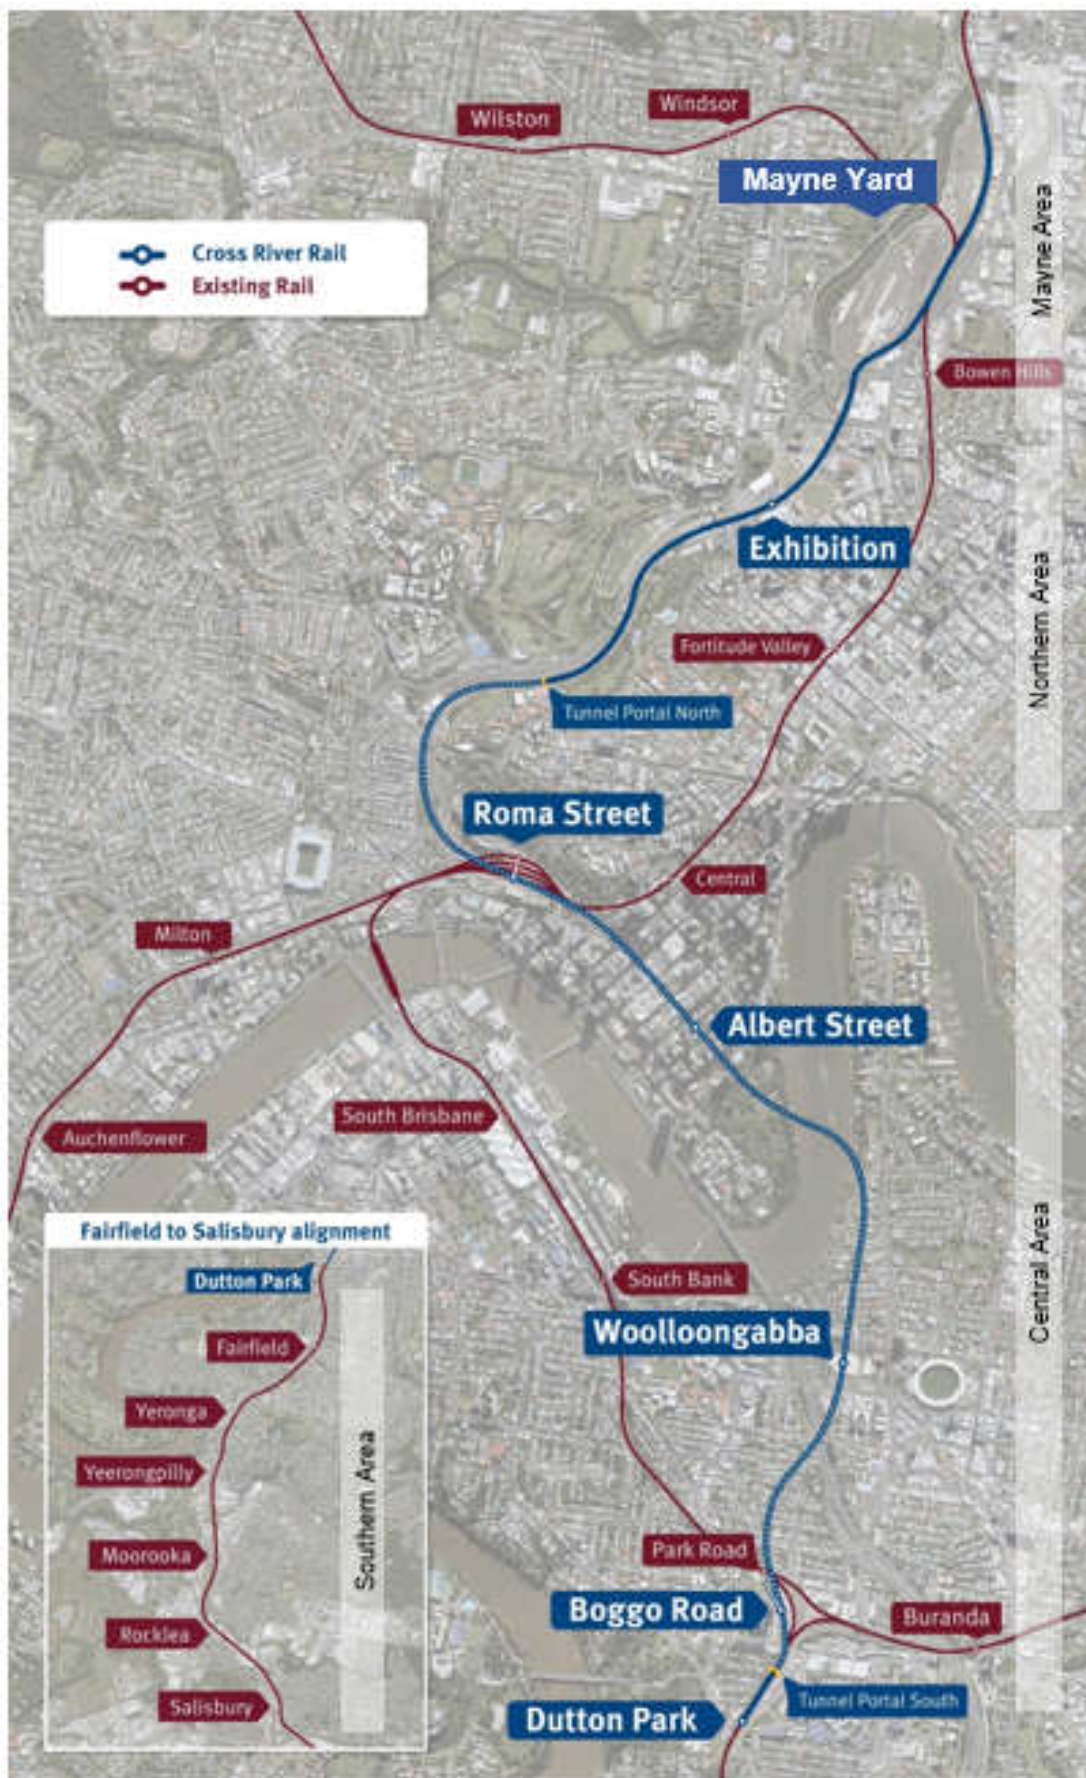 Windsor
Wilston
Mayne Yard
Mayne Area
Cross River Rail
Existing Rail
Bowen Hills
Exhibition
Northern Area
Fortitude Valley
Tunnel Portal North
Roma Street
Central
Milton
Albert Street
South Brisbane
Auchenflower
Central Area
Fairfield to Salisbury alignment
Dutton Park
Fairfield
Yeronga
Yeerongpilly
Moorooka
Rocklea
Salisbury
Southern Area
South Bank
Woolloongabba
Park Road
Boggo Road
Buranda
Tunnel Portal South
Dutton Park